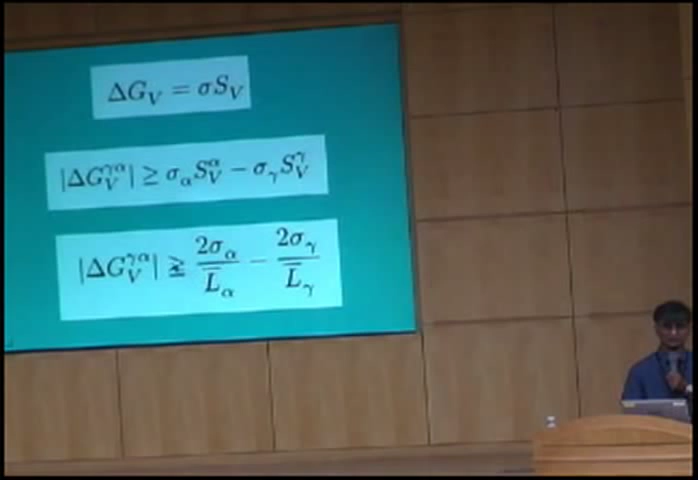 ΔG_V = σS_V
|ΔG_V^{γα}| ≥ σ_α S_V^α − σ_γ S_V^γ
|ΔG_V^{γα}| ≧ 2σ_α / L̄_α − 2σ_γ / L̄_γ